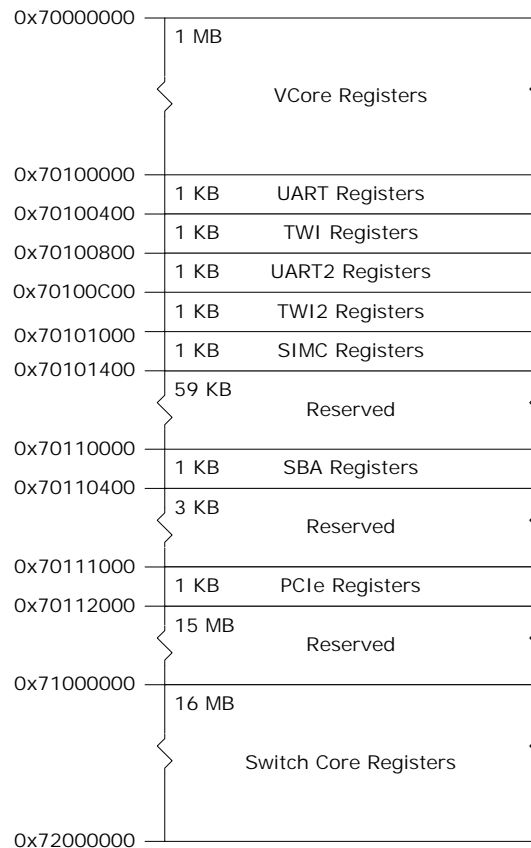 0x70000000
1 MB
VCore Registers
0x70100000
1 KB UART Registers
0x70100400
1 KB TWI Registers
0x70100800
1 KB UART2 Registers
0x70100C00
1 KB TWI2 Registers
0x70101000
1 KB SIMC Registers
0x70101400
59 KB
Reserved
0x70110000
1 KB SBA Registers
0x70110400
3 KB
Reserved
0x70111000
1 KB PCIe Registers
0x70112000
15 MB
Reserved
0x71000000
16 MB
Switch Core Registers
0x72000000